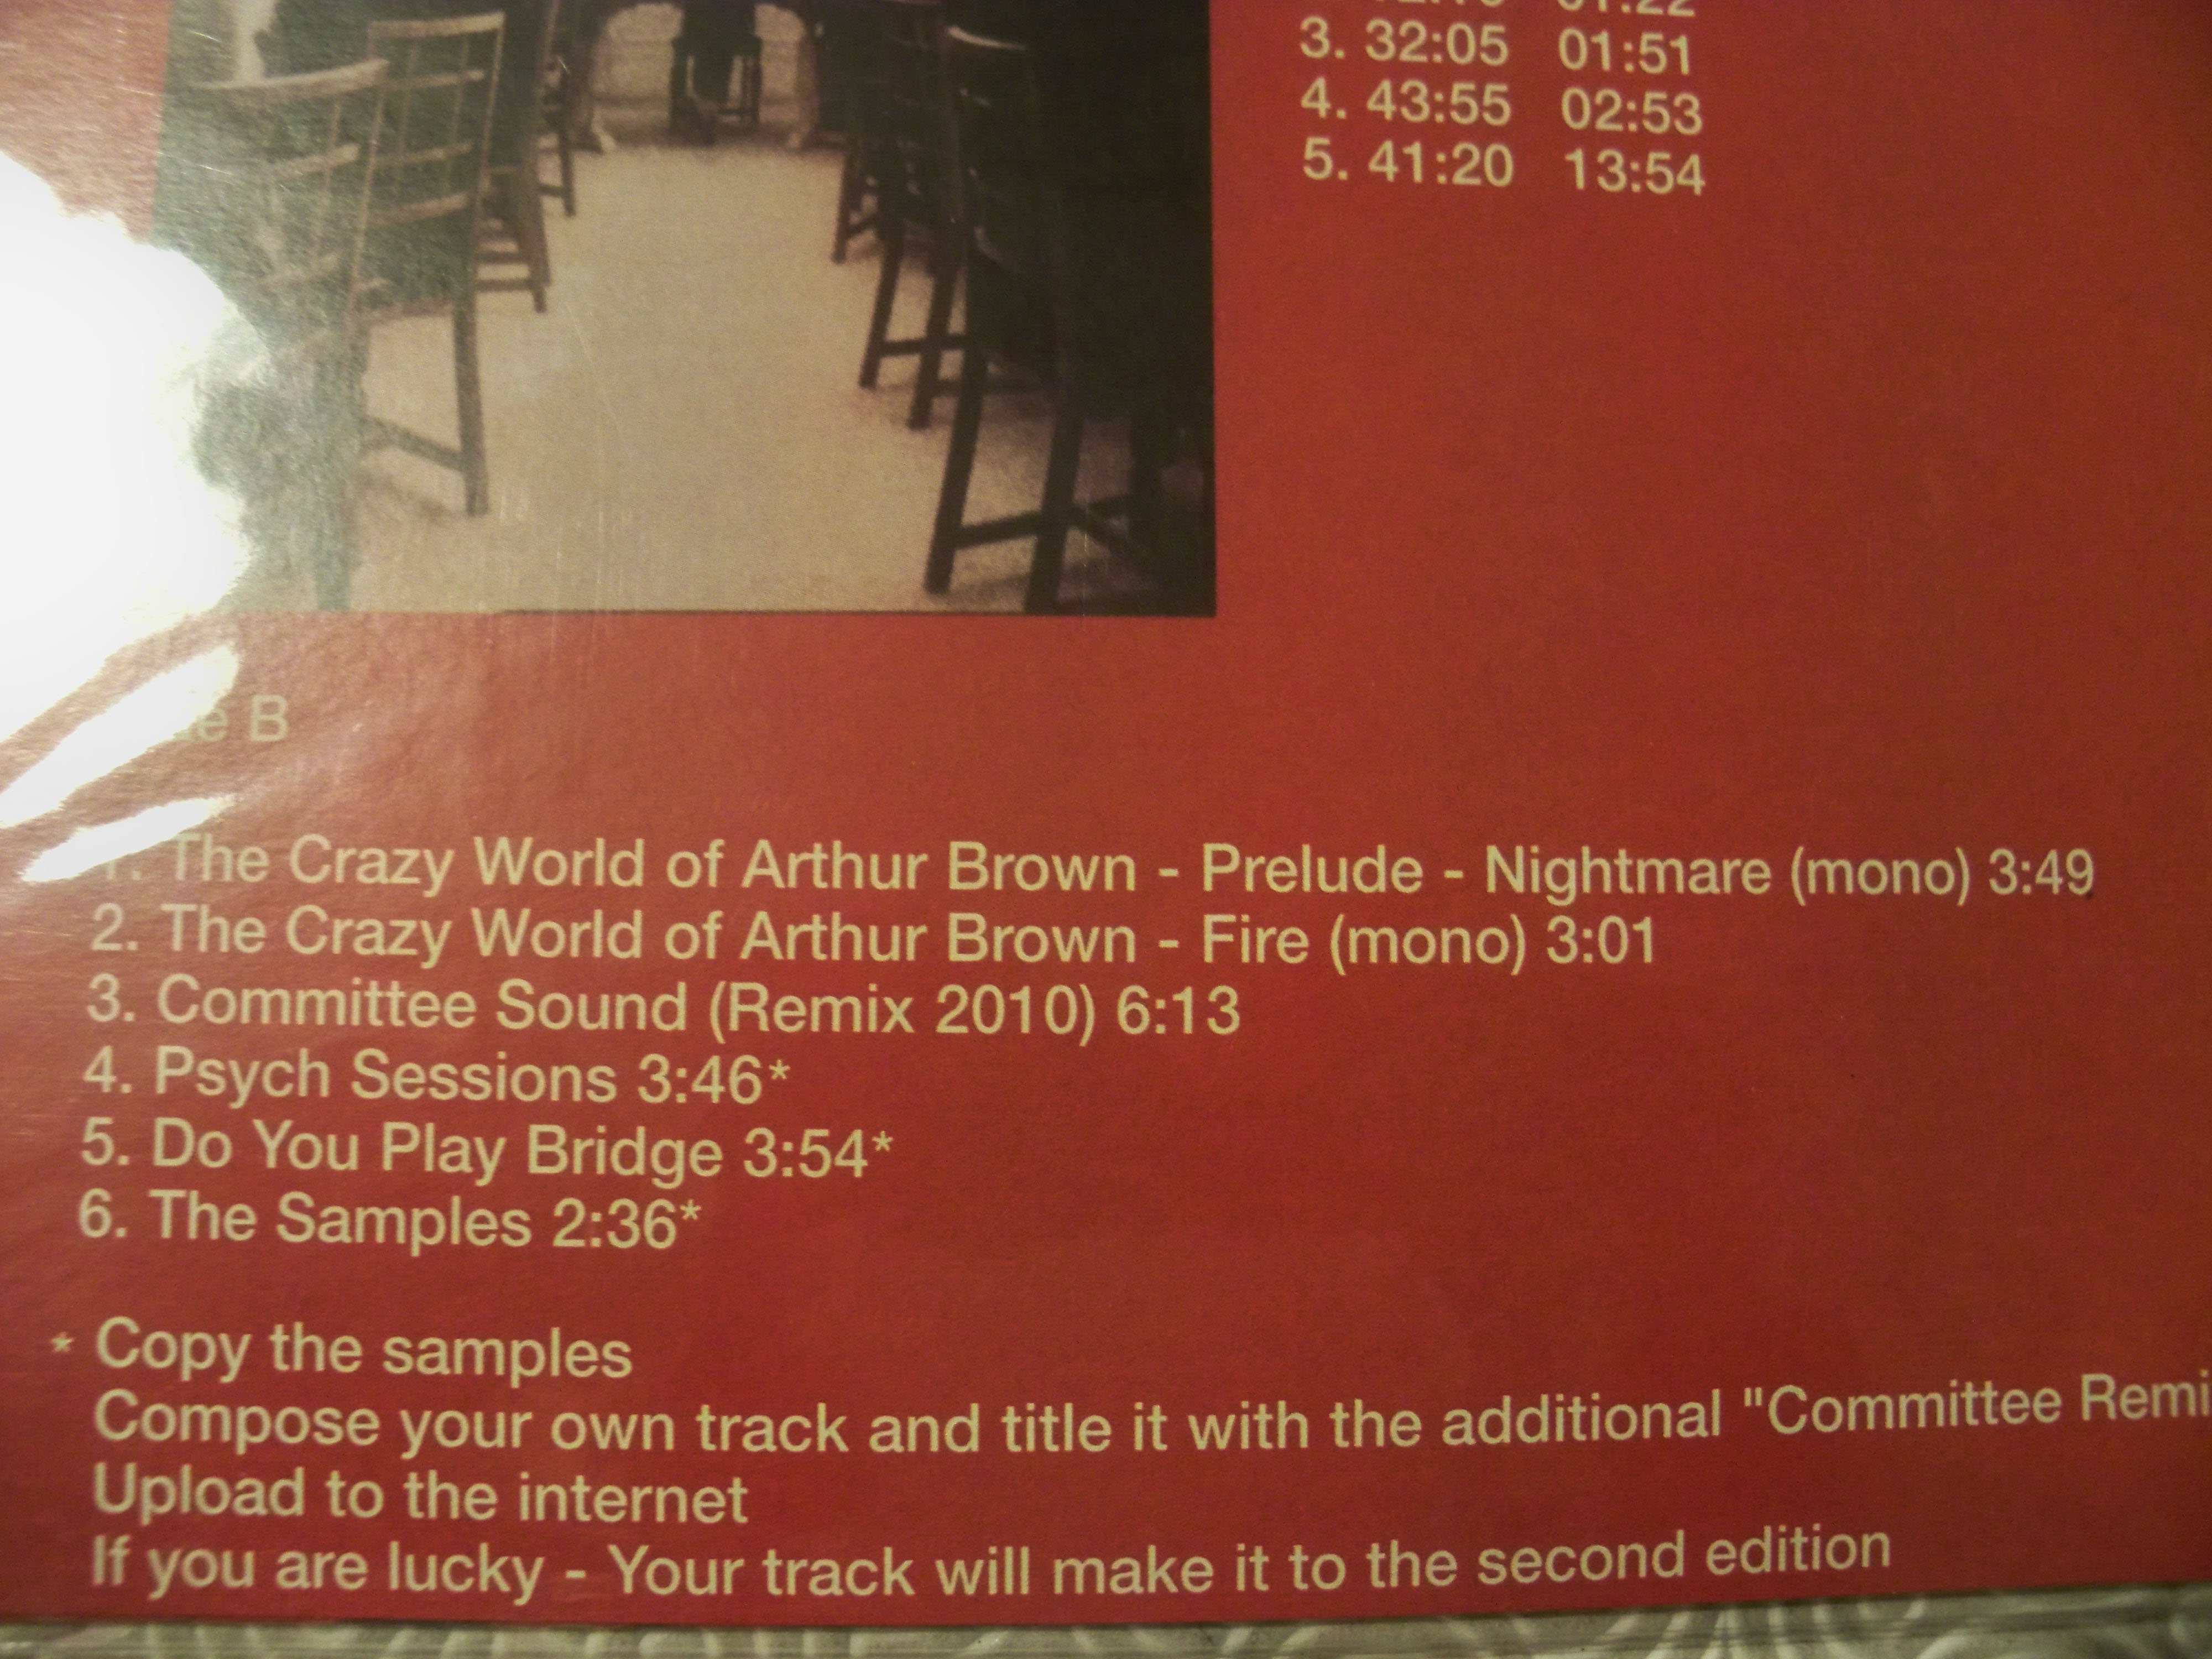 01:22
3. 32:05 01:51
4. 43:55 02:53
5. 41:20 13:54
B
1. The Crazy World of Arthur Brown - Prelude - Nightmare (mono) 3:49
2. The Crazy World of Arthur Brown - Fire (mono) 3:01
3. Committee Sound (Remix 2010) 6:13
4. Psych Sessions 3:46*
5. Do You Play Bridge 3:54*
6. The Samples 2:36*
* Copy the samples
Compose your own track and title it with the additional "Committee Remi
Upload to the internet
If you are lucky - Your track will make it to the second edition